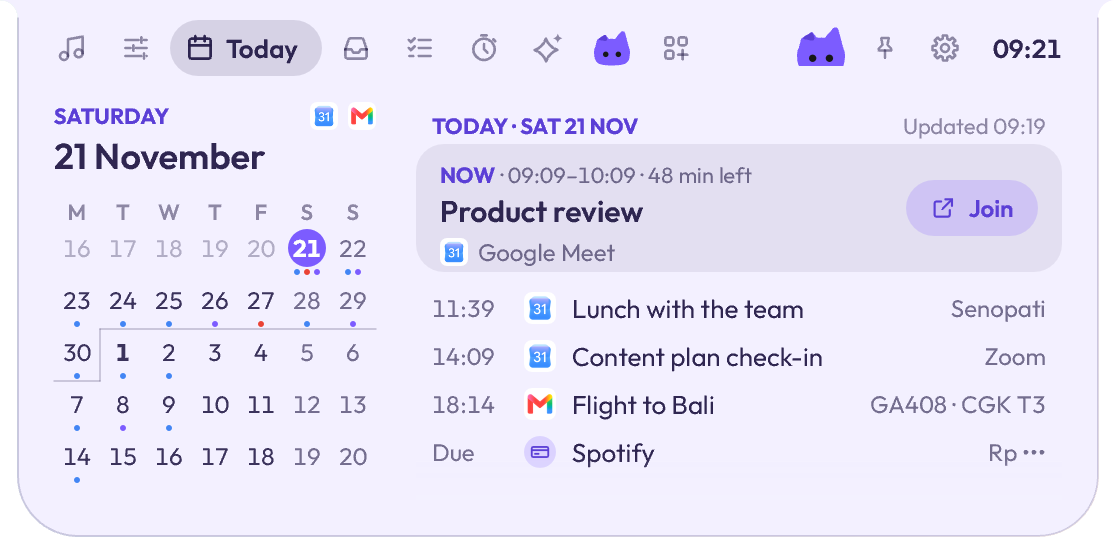 Today
09:21
SATURDAY
31
21 November
M T W T F S S
16 17 18 19 20 21 22
23 24 25 26 27 28 29
30 1 2 3 4 5 6
7 8 9 10 11 12 13
14 15 16 17 18 19 20
TODAY · SAT 21 NOV
Updated 09:19
NOW · 09:09–10:09 · 48 min left
Product review
Join
31 Google Meet
11:39 31 Lunch with the team Senopati
14:09 31 Content plan check-in Zoom
18:14 Flight to Bali GA408 · CGK T3
Due Spotify Rp •••